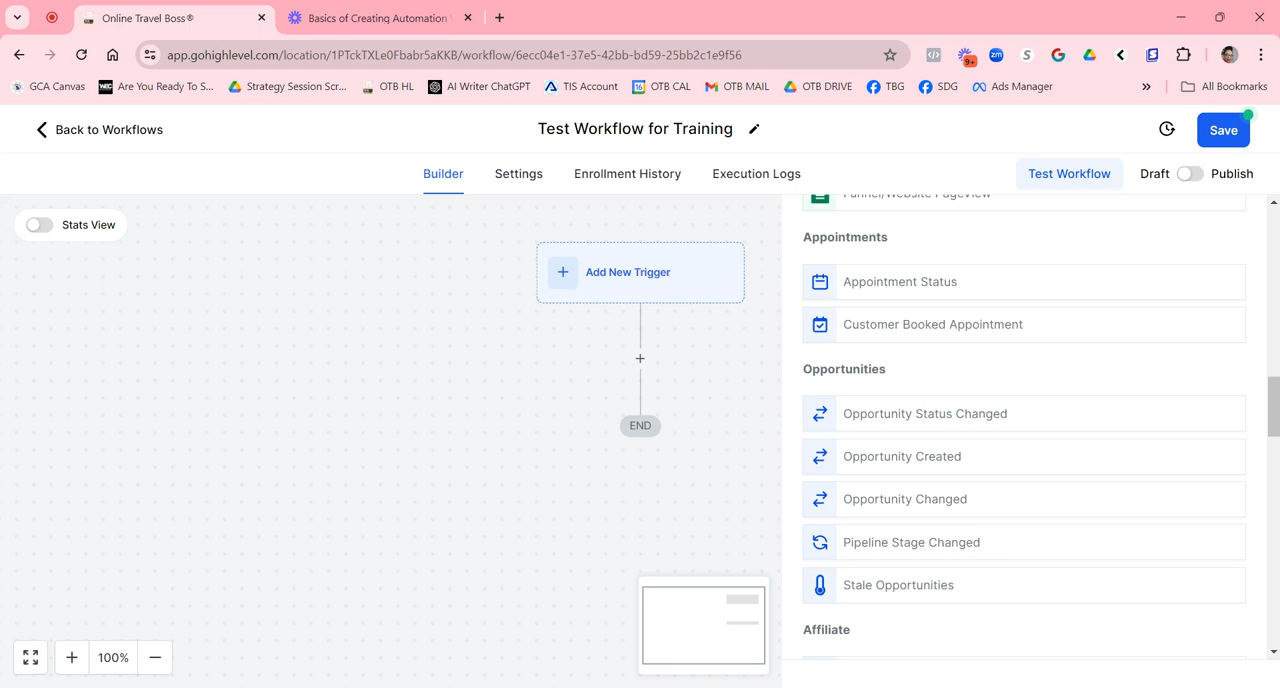 Online Travel Boss®
Basics of Creating Automation
app.gohighlevel.com/location/1PTckTXLe0Fbabr5aKKB/workflow/6ecc04e1-37e5-42bb-bd59-25bb2c1e9f56
GCA Canvas
Are You Ready To S...
Strategy Session Scr...
OTB HL
AI Writer ChatGPT
TIS Account
OTB CAL
OTB MAIL
OTB DRIVE
TBG
SDG
Ads Manager
»
All Bookmarks
Back to Workflows
Test Workflow for Training
Save
Builder
Settings
Enrollment History
Execution Logs
Test Workflow
Draft
Publish
Stats View
Add New Trigger
END
100%
Funnel/Website PageView
Appointments
Appointment Status
Customer Booked Appointment
Opportunities
Opportunity Status Changed
Opportunity Created
Opportunity Changed
Pipeline Stage Changed
Stale Opportunities
Affiliate